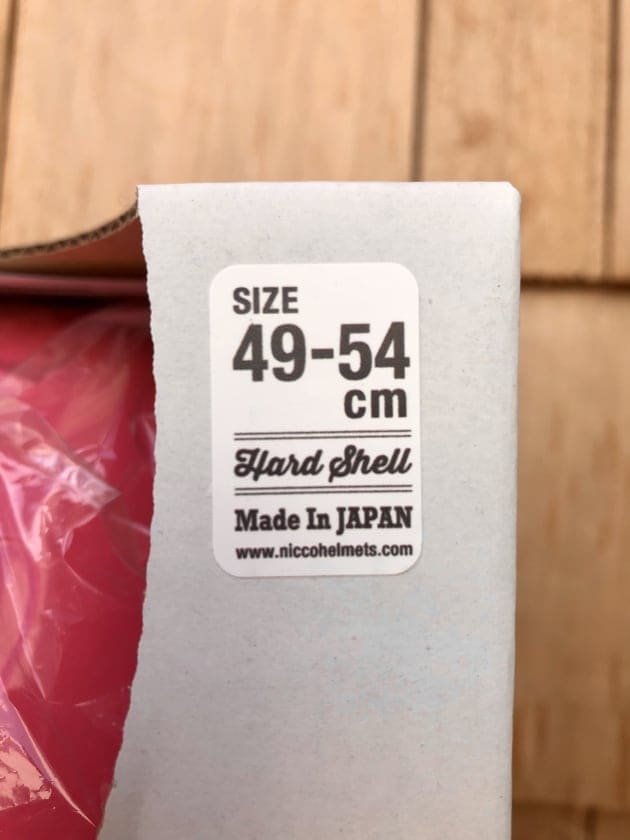 SIZE
49-54
cm
Hard Shell
Made In JAPAN
www.niccohelmets.com